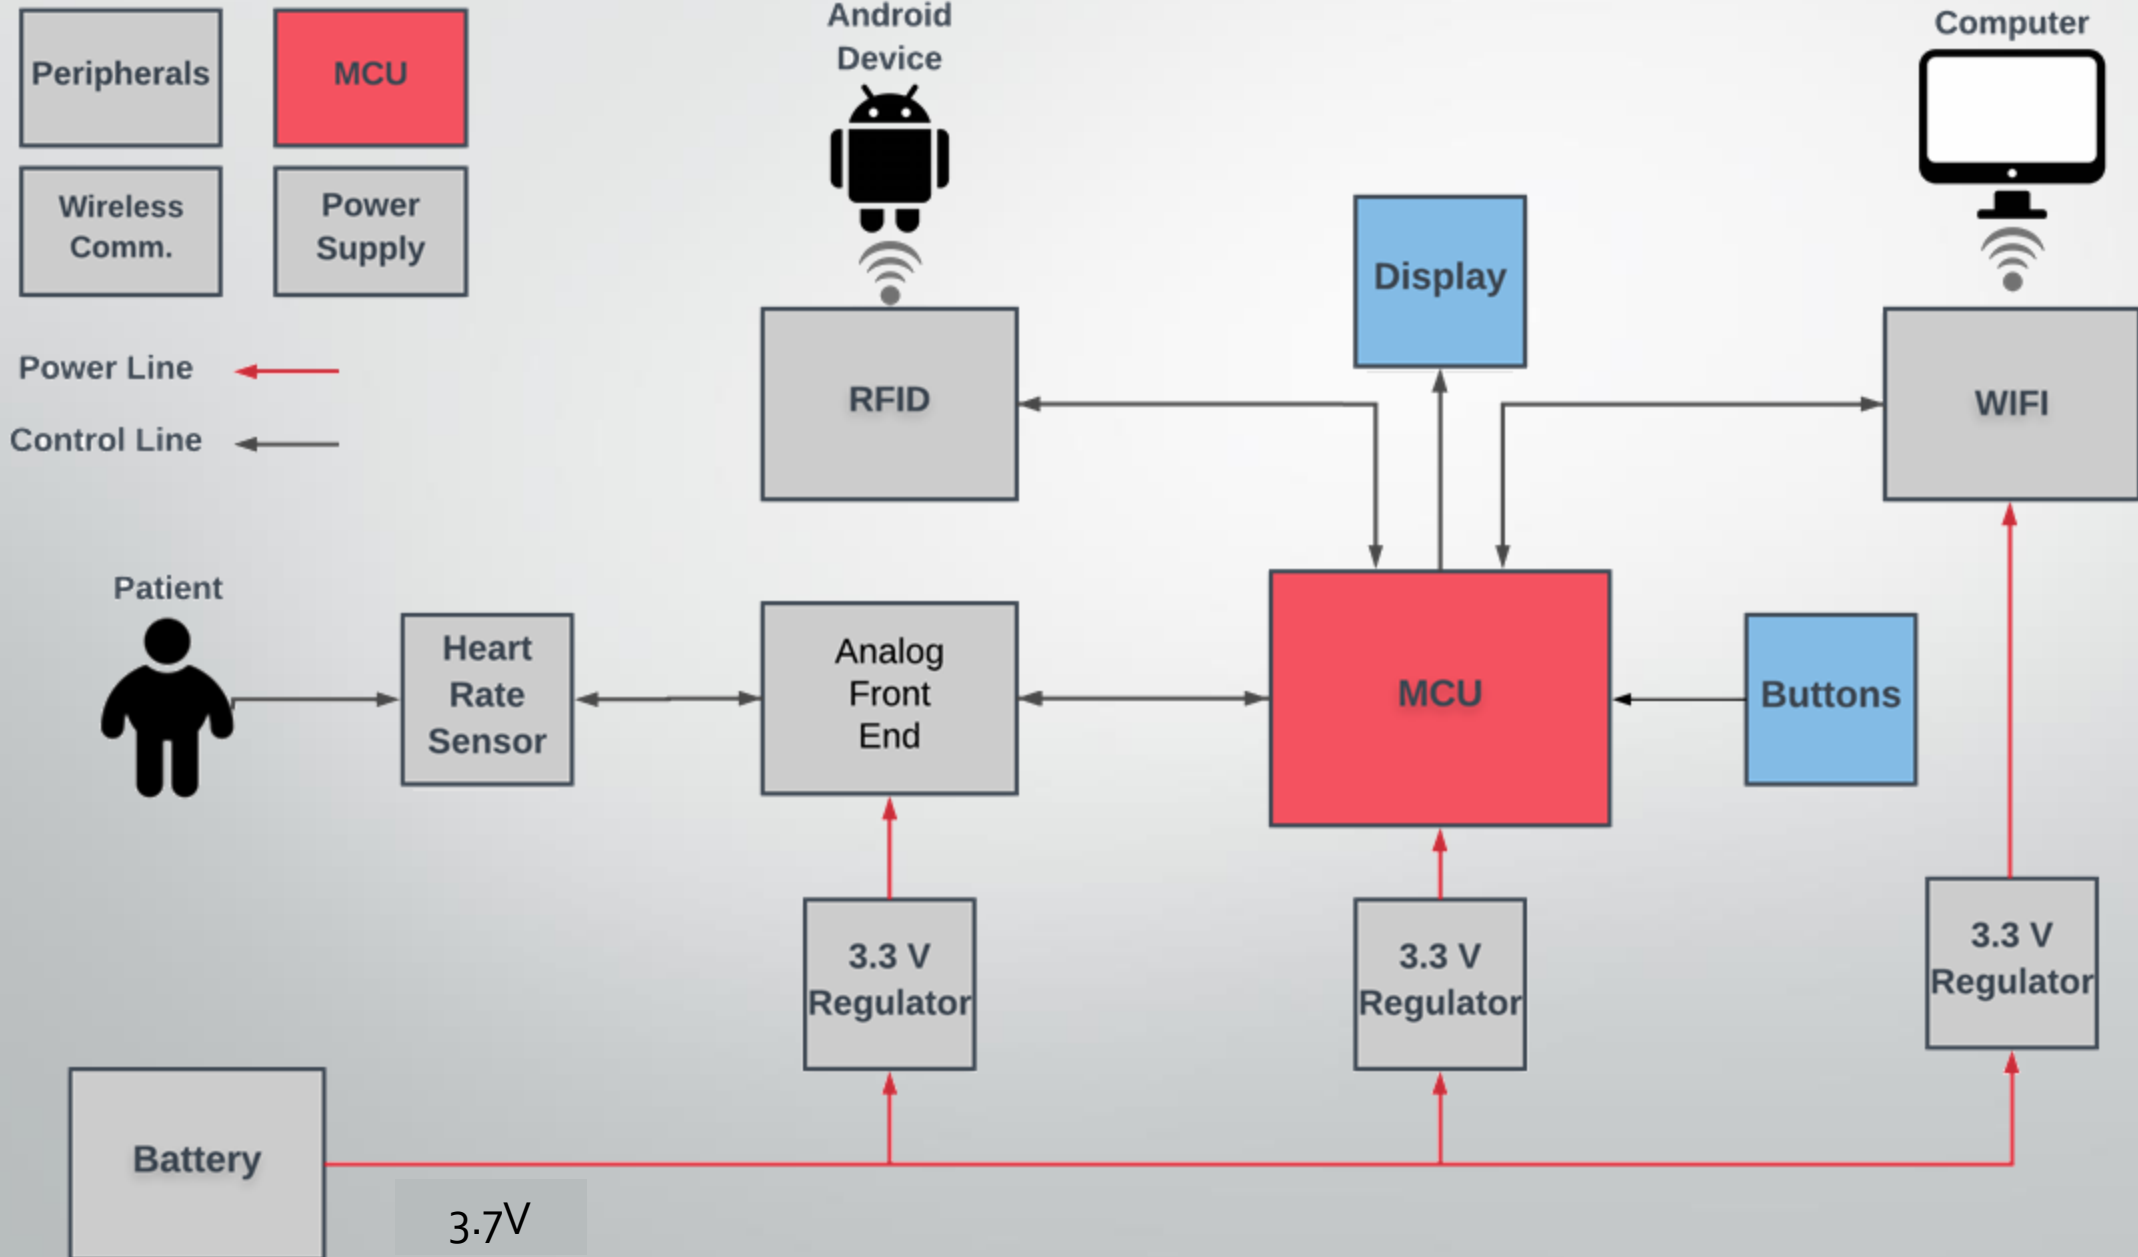 Peripherals
MCU
Wireless
Comm.
Power
Supply
Power Line
Control Line
Android
Device
Computer
Display
RFID
WIFI
Patient
Heart
Rate
Sensor
Analog
Front
End
MCU
Buttons
3.3 V
Regulator
3.3 V
Regulator
3.3 V
Regulator
Battery
3.7V